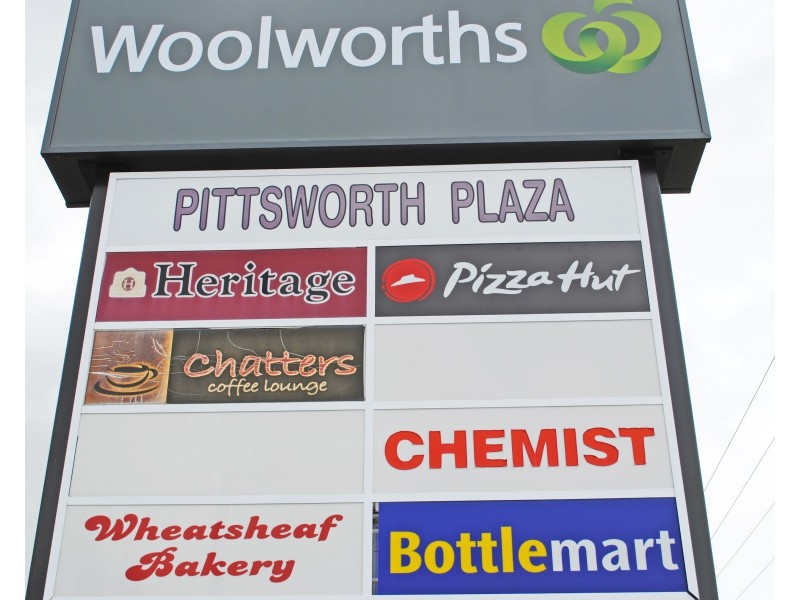 Woolworths
PITTSWORTH PLAZA
H
Heritage
Pizza Hut
Chatters
coffee lounge
CHEMIST
Wheatsheaf
Bakery
Bottlemart